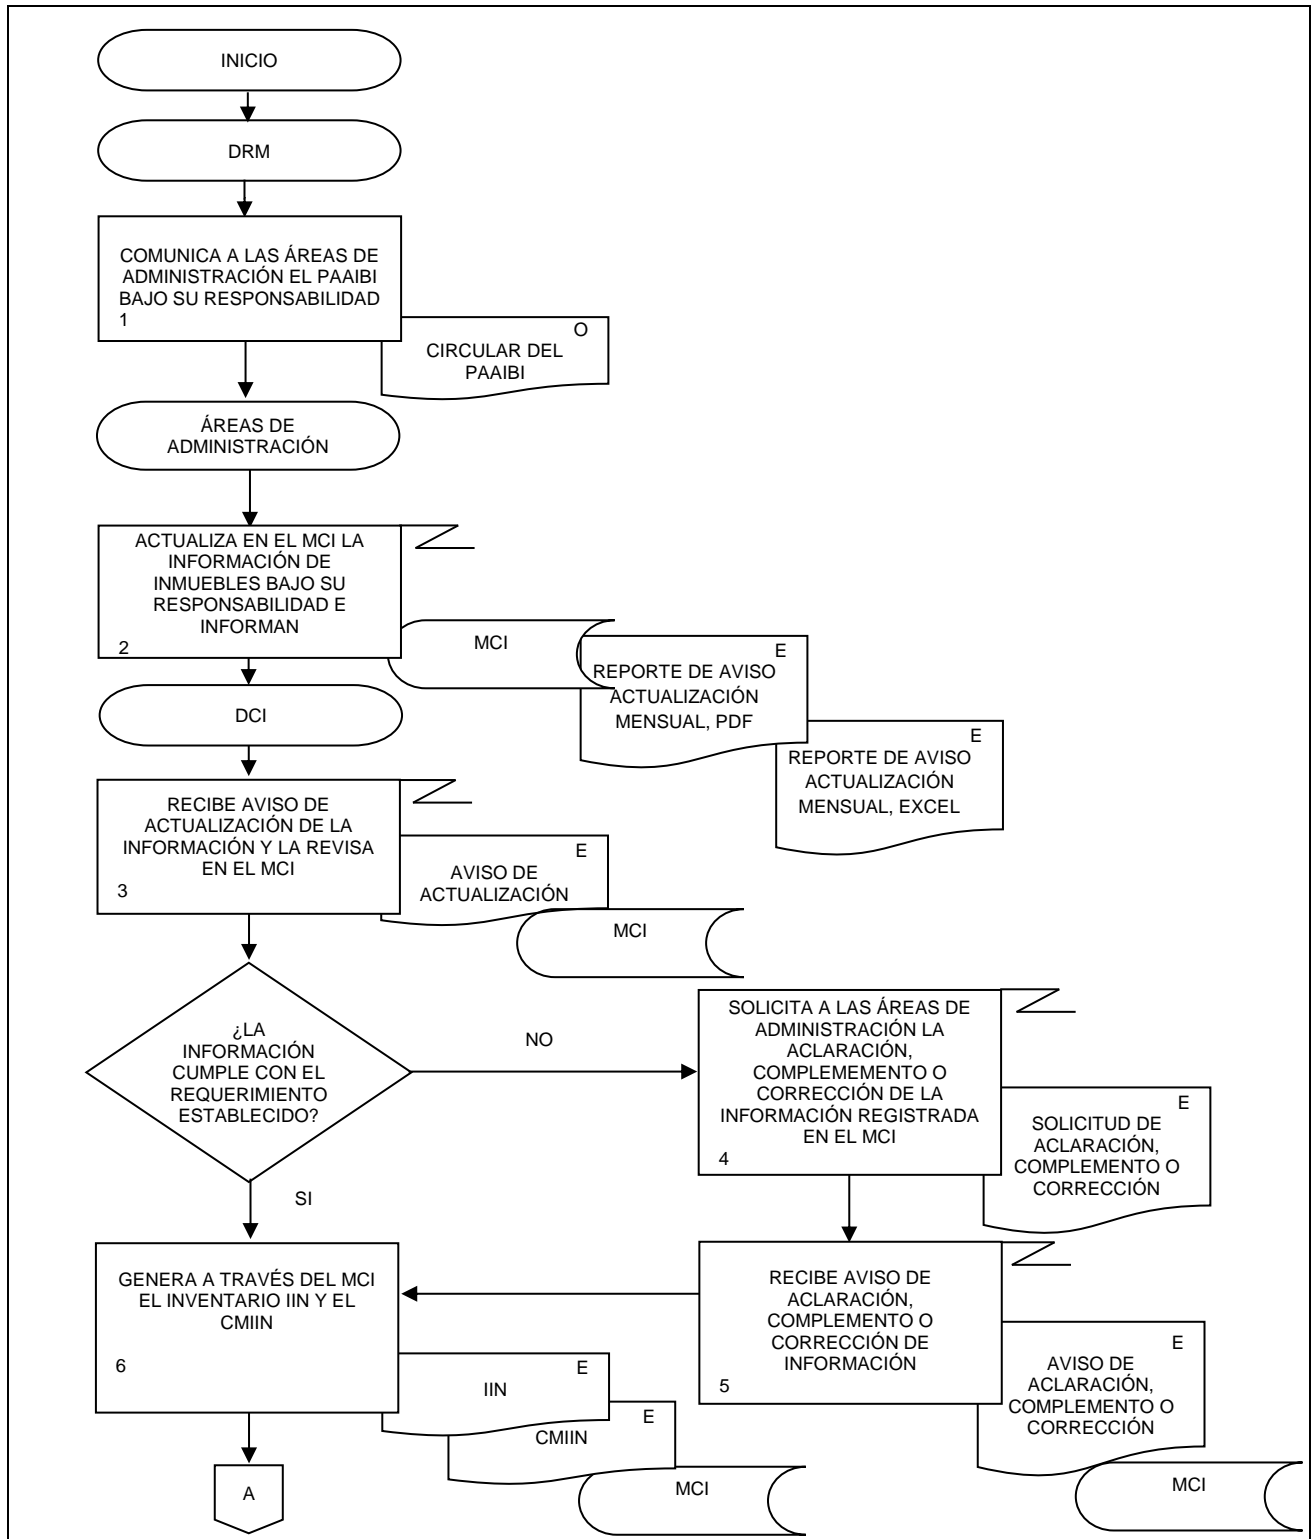 INICIO
DRM
COMUNICA A LAS ÁREAS DE
ADMINISTRACIÓN EL PAAIBI
BAJO SU RESPONSABILIDAD
1
O
CIRCULAR DEL
PAAIBI
ÁREAS DE
ADMINISTRACIÓN
ACTUALIZA EN EL MCI LA
INFORMACIÓN DE
INMUEBLES BAJO SU
RESPONSABILIDAD E
INFORMAN
2
MCI
E
REPORTE DE AVISO
ACTUALIZACIÓN
MENSUAL, PDF
E
REPORTE DE AVISO
ACTUALIZACIÓN
MENSUAL, EXCEL
DCI
RECIBE AVISO DE
ACTUALIZACIÓN DE LA
INFORMACIÓN Y LA REVISA
EN EL MCI
3
E
AVISO DE
ACTUALIZACIÓN
MCI
¿LA
INFORMACIÓN
CUMPLE CON EL
REQUERIMIENTO
ESTABLECIDO?
NO
SOLICITA A LAS ÁREAS DE
ADMINISTRACIÓN LA
ACLARACIÓN,
COMPLEMEMENTO O
CORRECCIÓN DE LA
INFORMACIÓN REGISTRADA
EN EL MCI
4
E
SOLICITUD DE
ACLARACIÓN,
COMPLEMENTO O
CORRECCIÓN
SI
RECIBE AVISO DE
ACLARACIÓN,
COMPLEMENTO O
CORRECCIÓN DE
INFORMACIÓN
5
E
AVISO DE
ACLARACIÓN,
COMPLEMENTO O
CORRECCIÓN
MCI
GENERA A TRAVÉS DEL MCI
EL INVENTARIO IIN Y EL
CMIIN
6
E
IIN
E
CMIIN
MCI
A